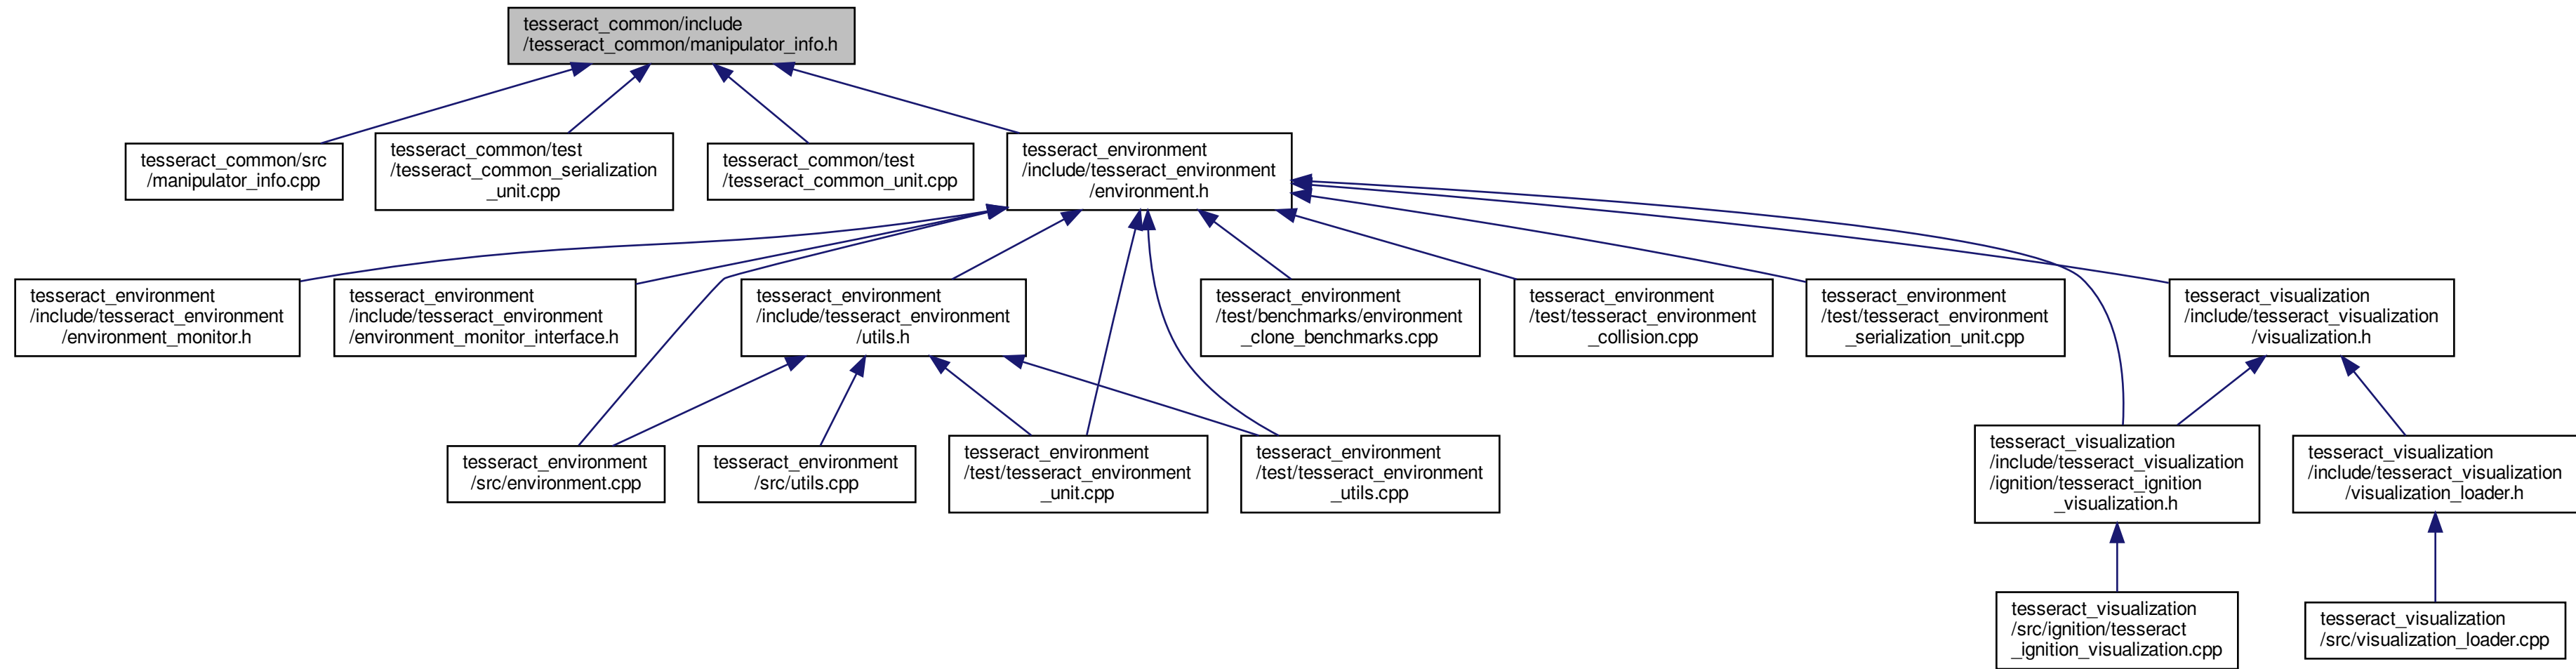 tesseract_common/include
/tesseract_common/manipulator_info.h
tesseract_common/src
/manipulator_info.cpp
tesseract_common/test
/tesseract_common_serialization
_unit.cpp
tesseract_common/test
/tesseract_common_unit.cpp
tesseract_environment
/include/tesseract_environment
/environment.h
tesseract_environment
/include/tesseract_environment
/environment_monitor.h
tesseract_environment
/include/tesseract_environment
/environment_monitor_interface.h
tesseract_environment
/include/tesseract_environment
/utils.h
tesseract_environment
/test/benchmarks/environment
_clone_benchmarks.cpp
tesseract_environment
/test/tesseract_environment
_collision.cpp
tesseract_environment
/test/tesseract_environment
_serialization_unit.cpp
tesseract_visualization
/include/tesseract_visualization
/visualization.h
tesseract_environment
/src/environment.cpp
tesseract_environment
/src/utils.cpp
tesseract_environment
/test/tesseract_environment
_unit.cpp
tesseract_environment
/test/tesseract_environment
_utils.cpp
tesseract_visualization
/include/tesseract_visualization
/ignition/tesseract_ignition
_visualization.h
tesseract_visualization
/include/tesseract_visualization
/visualization_loader.h
tesseract_visualization
/src/ignition/tesseract
_ignition_visualization.cpp
tesseract_visualization
/src/visualization_loader.cpp